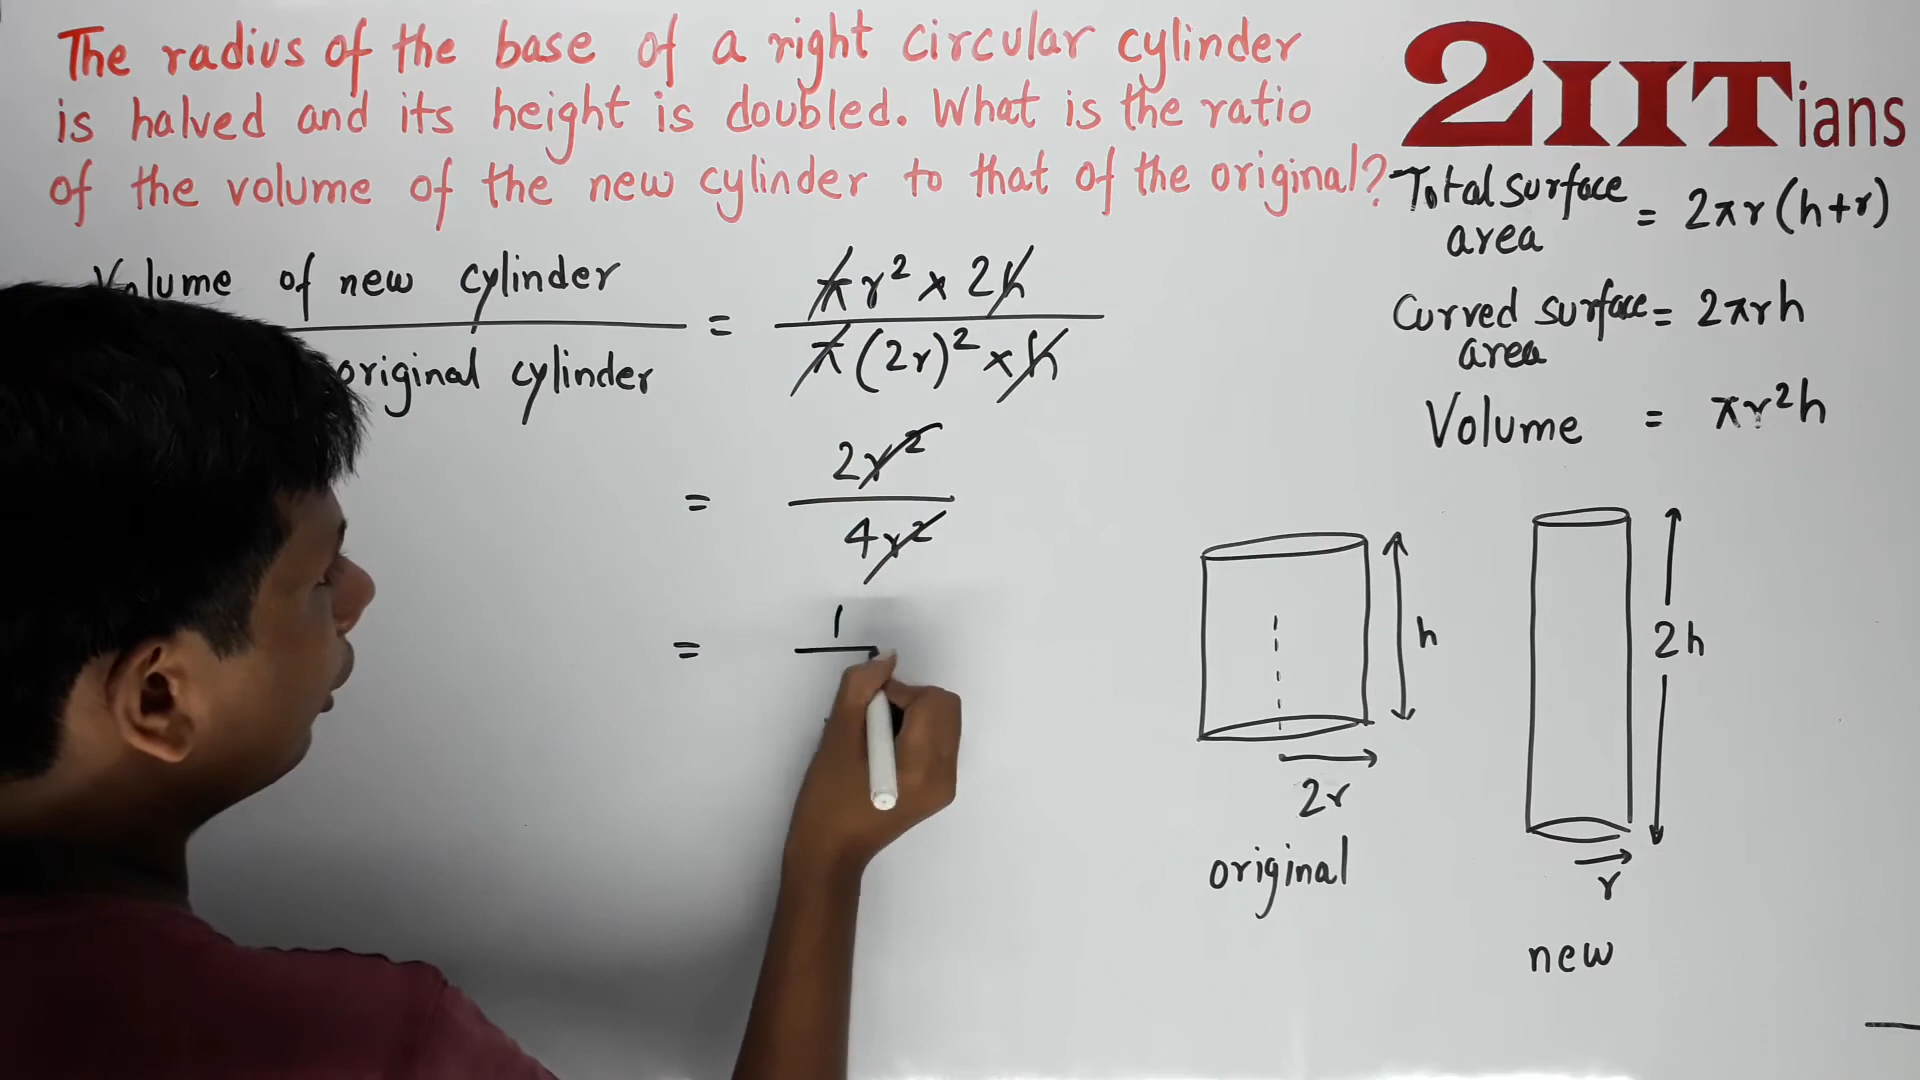 The radius of the base of a right circular cylinder
is halved and its height is doubled. What is the ratio
of the volume of the new cylinder to that of the original?
2IITians
Total surface area = 2πr(h+r)
Curved surface area = 2πrh
Volume = πr²h
Volume of new cylinder
original cylinder
= πr² × 2h
π(2r)² × h
= 2r²
4r²
= 1
h
2r
original
2h
r
new